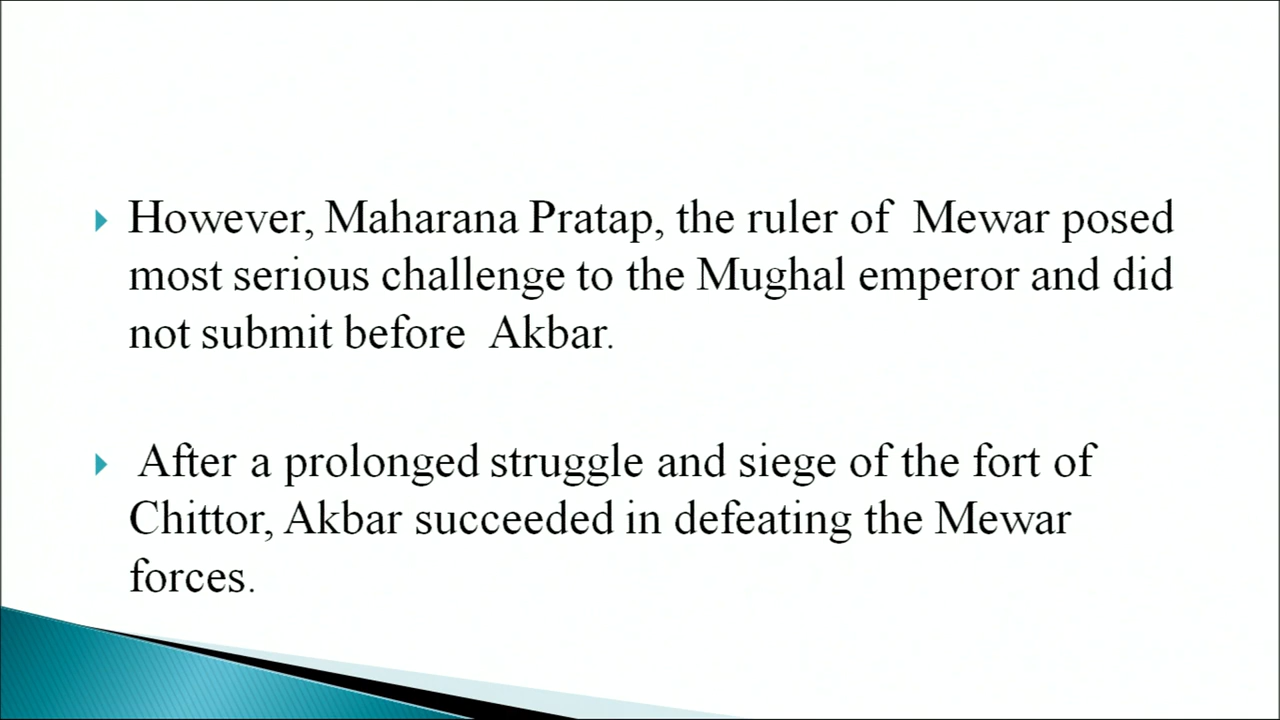 However, Maharana Pratap, the ruler of  Mewar posed
most serious challenge to the Mughal emperor and did
not submit before  Akbar.
After a prolonged struggle and siege of the fort of
Chittor, Akbar succeeded in defeating the Mewar
forces.